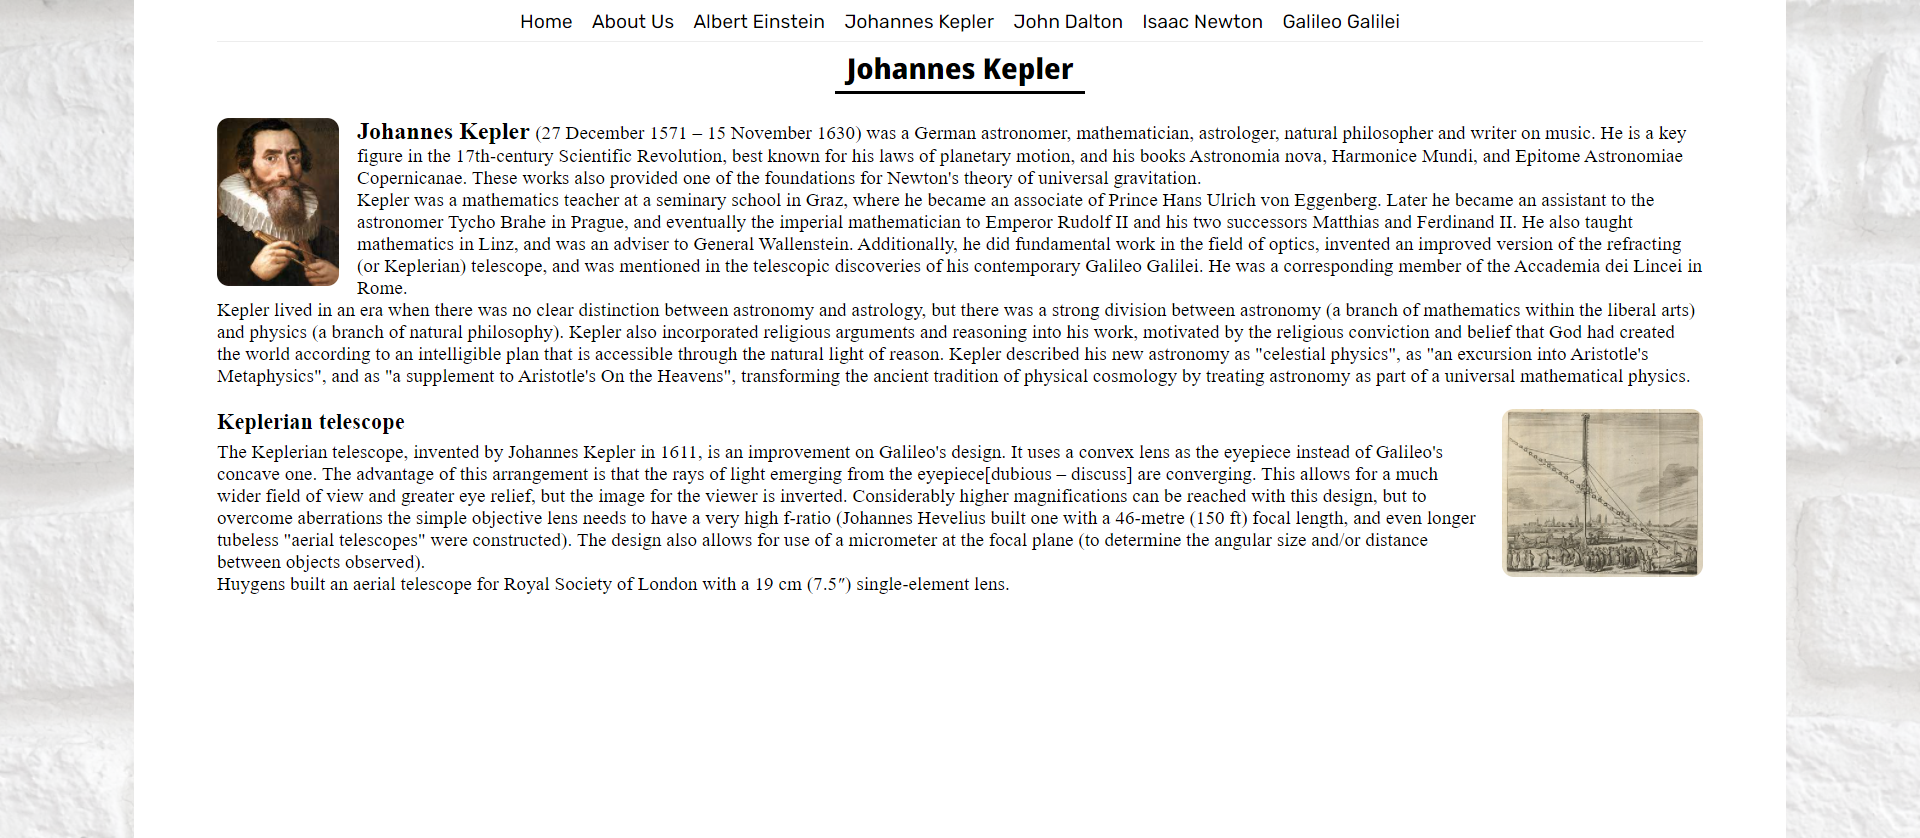 Home About Us Albert Einstein Johannes Kepler John Dalton Isaac Newton Galileo Galilei
Johannes Kepler
Johannes Kepler (27 December 1571 – 15 November 1630) was a German astronomer, mathematician, astrologer, natural philosopher and writer on music. He is a key
figure in the 17th-century Scientific Revolution, best known for his laws of planetary motion, and his books Astronomia nova, Harmonice Mundi, and Epitome Astronomiae
Copernicanae. These works also provided one of the foundations for Newton's theory of universal gravitation.
Kepler was a mathematics teacher at a seminary school in Graz, where he became an associate of Prince Hans Ulrich von Eggenberg. Later he became an assistant to the
astronomer Tycho Brahe in Prague, and eventually the imperial mathematician to Emperor Rudolf II and his two successors Matthias and Ferdinand II. He also taught
mathematics in Linz, and was an adviser to General Wallenstein. Additionally, he did fundamental work in the field of optics, invented an improved version of the refracting
(or Keplerian) telescope, and was mentioned in the telescopic discoveries of his contemporary Galileo Galilei. He was a corresponding member of the Accademia dei Lincei in
Rome.
Kepler lived in an era when there was no clear distinction between astronomy and astrology, but there was a strong division between astronomy (a branch of mathematics within the liberal arts)
and physics (a branch of natural philosophy). Kepler also incorporated religious arguments and reasoning into his work, motivated by the religious conviction and belief that God had created
the world according to an intelligible plan that is accessible through the natural light of reason. Kepler described his new astronomy as "celestial physics", as "an excursion into Aristotle's
Metaphysics", and as "a supplement to Aristotle's On the Heavens", transforming the ancient tradition of physical cosmology by treating astronomy as part of a universal mathematical physics.
Keplerian telescope
The Keplerian telescope, invented by Johannes Kepler in 1611, is an improvement on Galileo's design. It uses a convex lens as the eyepiece instead of Galileo's
concave one. The advantage of this arrangement is that the rays of light emerging from the eyepiece[dubious – discuss] are converging. This allows for a much
wider field of view and greater eye relief, but the image for the viewer is inverted. Considerably higher magnifications can be reached with this design, but to
overcome aberrations the simple objective lens needs to have a very high f-ratio (Johannes Hevelius built one with a 46-metre (150 ft) focal length, and even longer
tubeless "aerial telescopes" were constructed). The design also allows for use of a micrometer at the focal plane (to determine the angular size and/or distance
between objects observed).
Huygens built an aerial telescope for Royal Society of London with a 19 cm (7.5″) single-element lens.